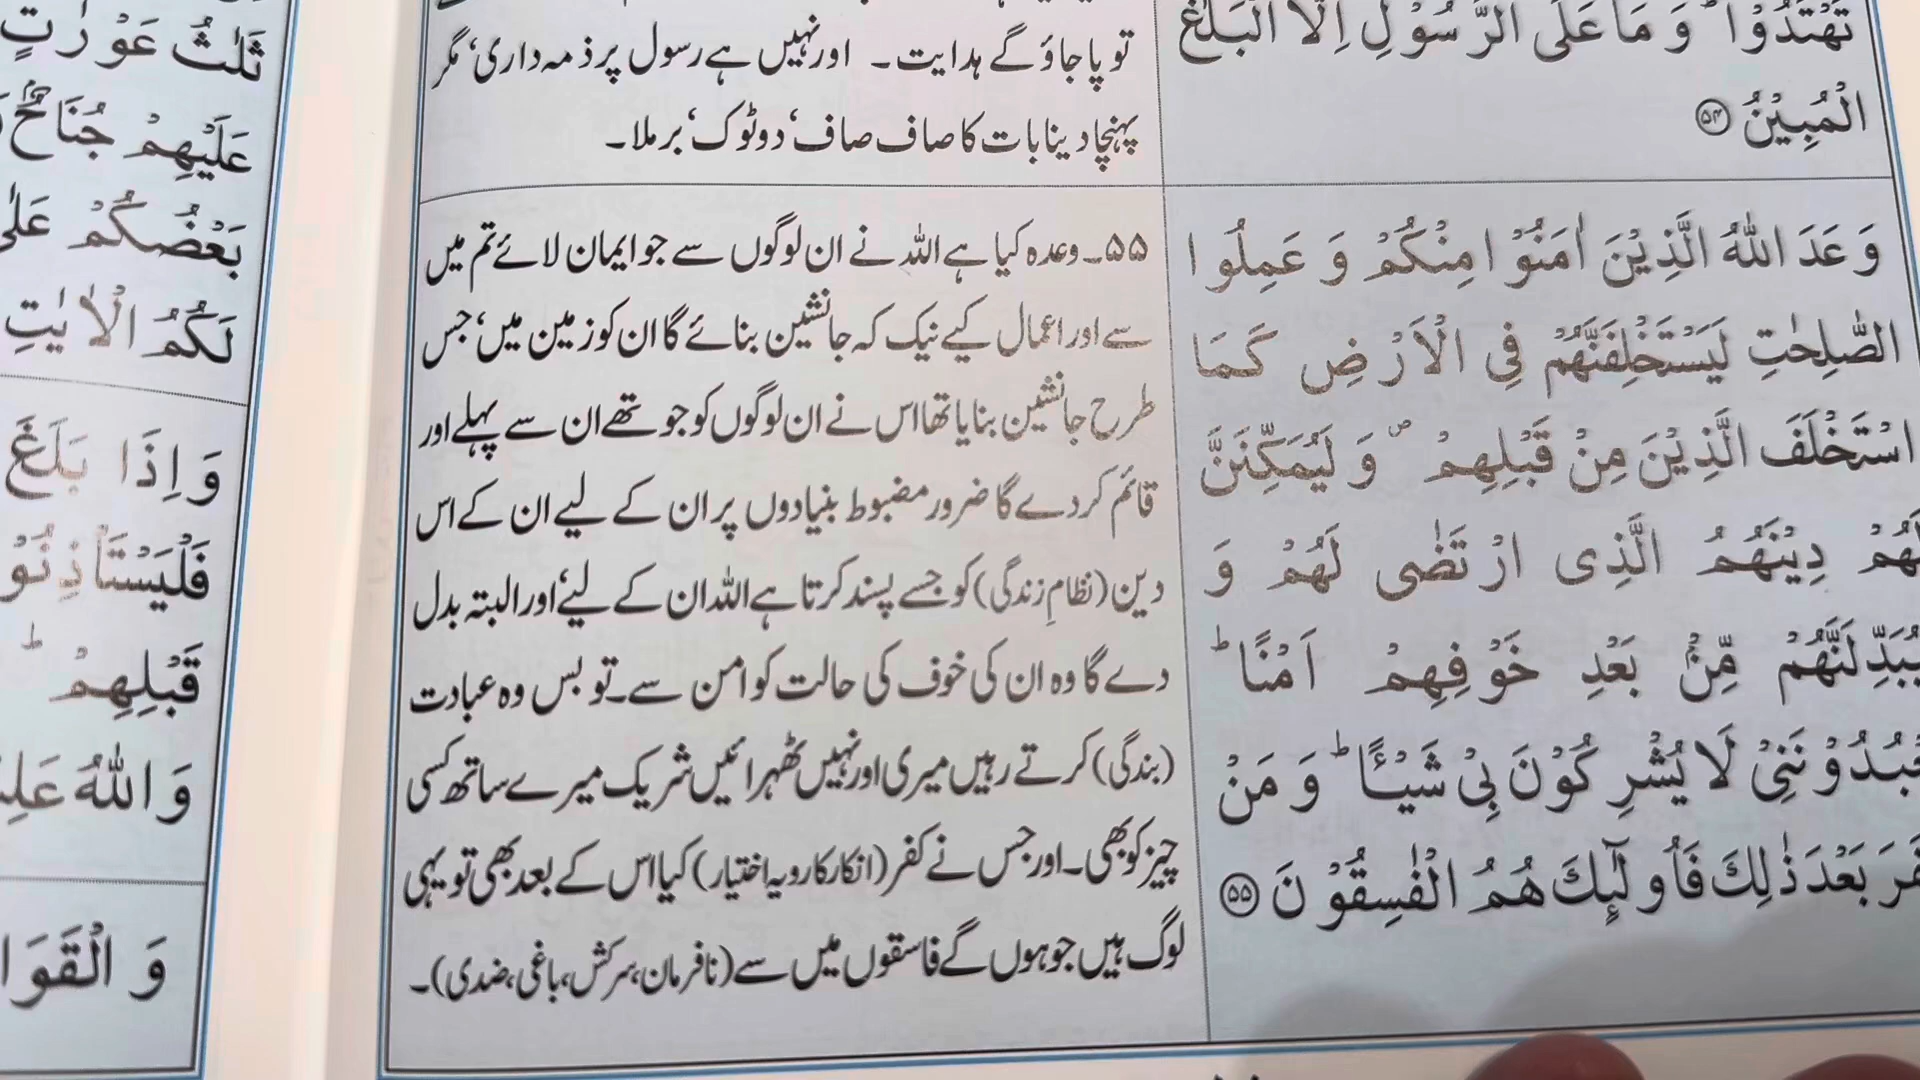 تَهْتَدُوْا ؕ وَ مَا عَلَى الرَّسُوْلِ اِلَّا الْبَلٰغُ
الْمُبِيْنُ ﴿۵۴﴾
تو پا جاؤ گے ہدایت۔ اور نہیں ہے رسول پر ذمہ داری، مگر
پہنچا دینا بات کا صاف صاف، دو ٹوک، برملا۔
وَعَدَ اللّٰهُ الَّذِيْنَ اٰمَنُوْا مِنْكُمْ وَ عَمِلُوا
الصّٰلِحٰتِ لَيَسْتَخْلِفَنَّهُمْ فِي الْاَرْضِ كَمَا
اسْتَخْلَفَ الَّذِيْنَ مِنْ قَبْلِهِمْ ۪ وَ لَيُمَكِّنَنَّ
لَهُمْ دِيْنَهُمُ الَّذِى ارْتَضٰى لَهُمْ وَ
مِّنْۢ بَعْدِ خَوْفِهِمْ اَمْنًا ؕ
لَا يُشْرِكُوْنَ بِيْ شَيْـًٔا ؕ وَ مَنْ
بَعْدَ ذٰلِكَ فَاُولٰٓئِكَ هُمُ الْفٰسِقُوْنَ ﴿۵۵﴾
۵۵۔ وعدہ کیا ہے اللہ نے ان لوگوں سے جو ایمان لائے تم میں
سے اور اعمال کیے نیک کہ جانشین بنائے گا ان کو زمین میں، جس
طرح جانشین بنایا تھا اس نے ان لوگوں کو جو تھے ان سے پہلے اور
قائم کر دے گا ضرور مضبوط بنیادوں پر ان کے لیے ان کے اس
دین (نظامِ زندگی) کو جسے پسند کرتا ہے اللہ ان کے لیے، اور البتہ بدل
دے گا وہ ان کی خوف کی حالت کو امن سے۔ تو بس وہ عبادت
(بندگی) کرتے رہیں میری اور نہیں ٹھہرائیں شریک میرے ساتھ کسی
چیز کو بھی۔ اور جس نے کفر (انکار کا رویہ اختیار) کیا اس کے بعد بھی تو یہی
لوگ ہیں جو ہوں گے فاسقوں میں سے (نافرمان، سرکش، باغی، ضدی)۔
ثَلٰثُ عَوْرٰتٍ
عَلَيْهِمْ جُنَاحٌۢ
بَعْضُكُمْ عَلٰى
لَكُمُ الْاٰيٰتِ
وَ اِذَا بَلَغَ
فَلْيَسْتَاْذِنُوْا
قَبْلِهِمْ ؕ
وَ اللّٰهُ
وَ الْقَوَا